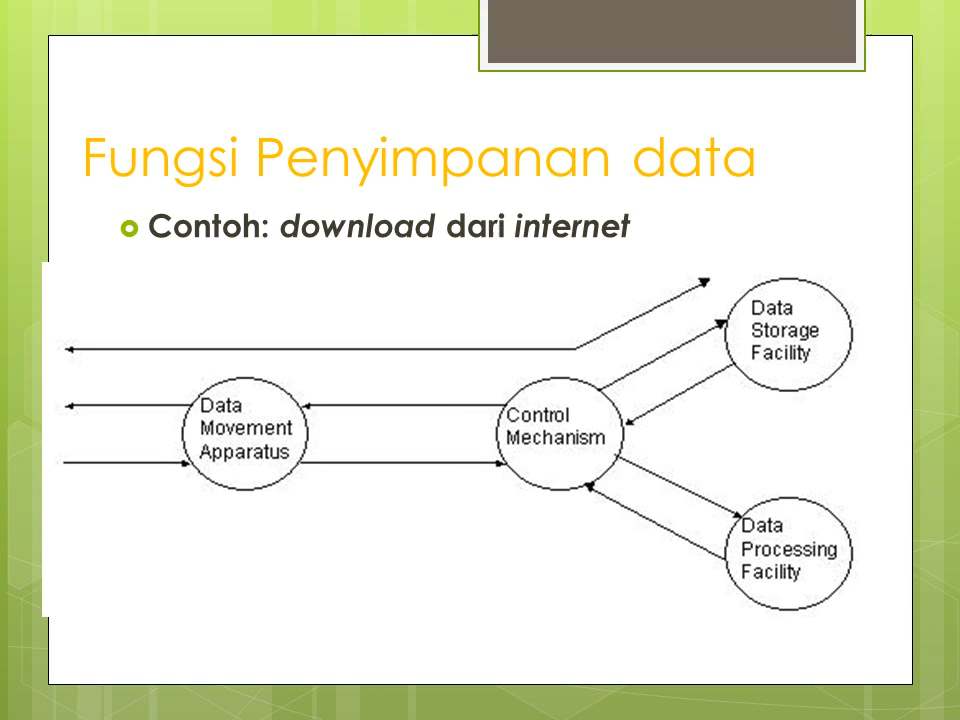 Fungsi Penyimpanan data
Contoh: download dari internet
Data
Storage
Facility
Data
Movement
Apparatus
Control
Mechanism
Data
Processing
Facility